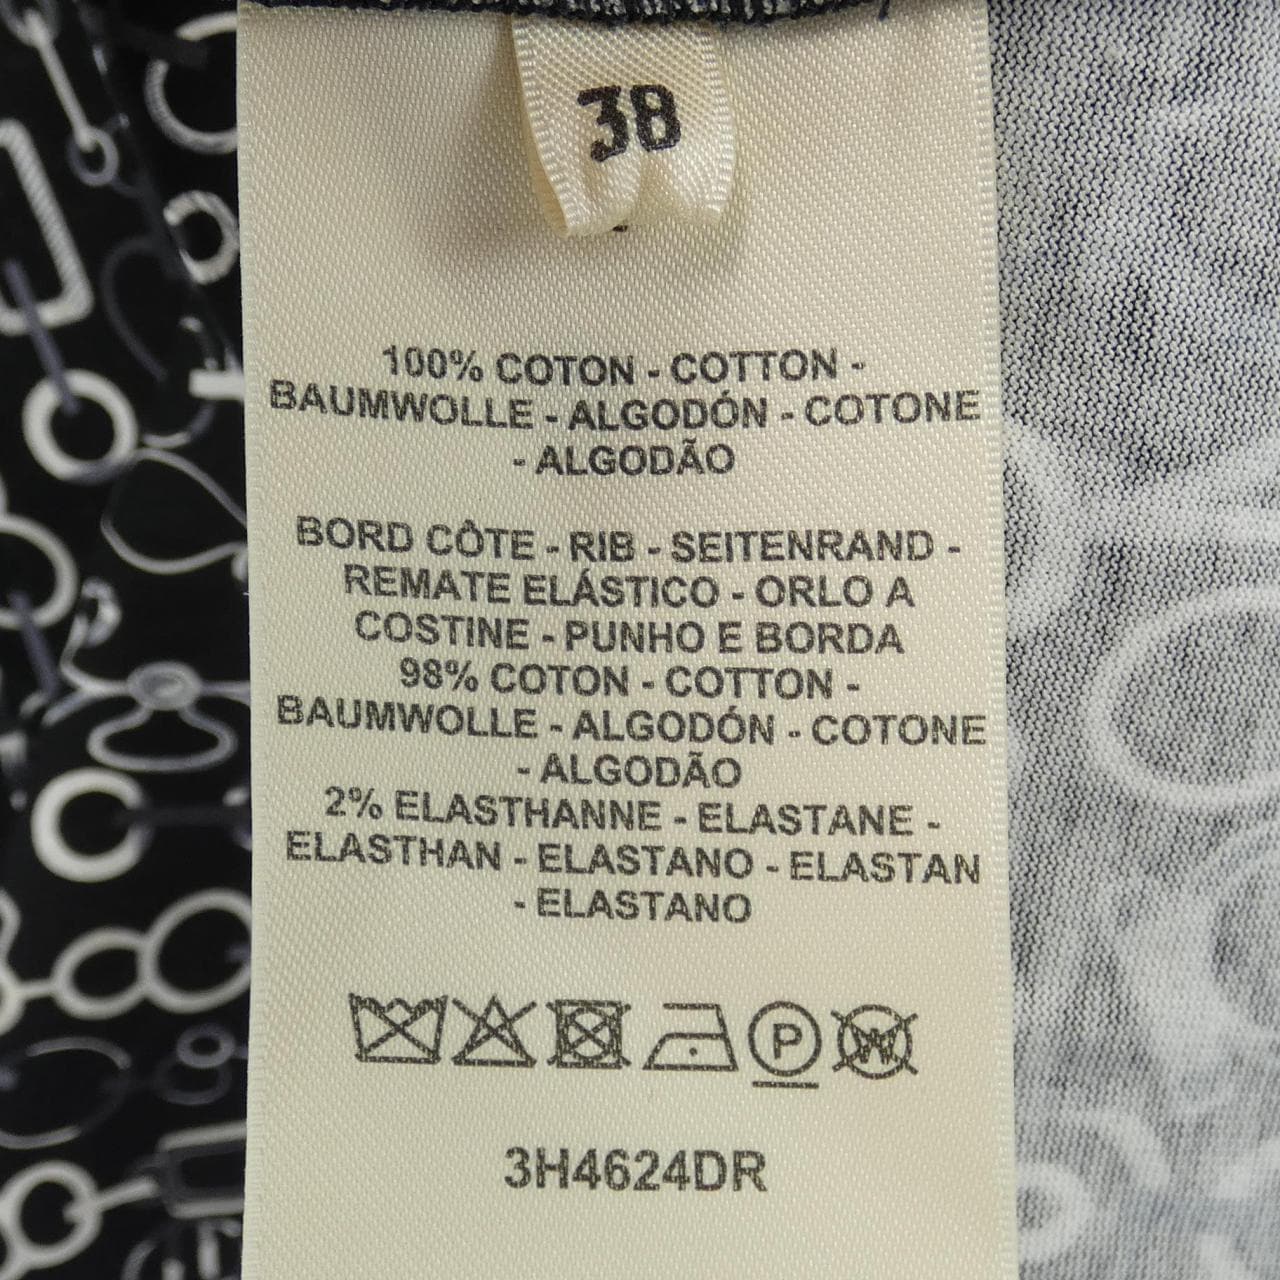 38
100% COTON - COTTON -
BAUMWOLLE - ALGODÓN - COTONE
- ALGODÃO
BORD CÔTE - RIB - SEITENRAND -
REMATE ELÁSTICO - ORLO A
COSTINE - PUNHO E BORDA
98% COTON - COTTON -
BAUMWOLLE - ALGODÓN - COTONE
- ALGODÃO
2% ELASTHANNE - ELASTANE -
ELASTHAN - ELASTANO - ELASTAN
- ELASTANO
P W
3H4624DR